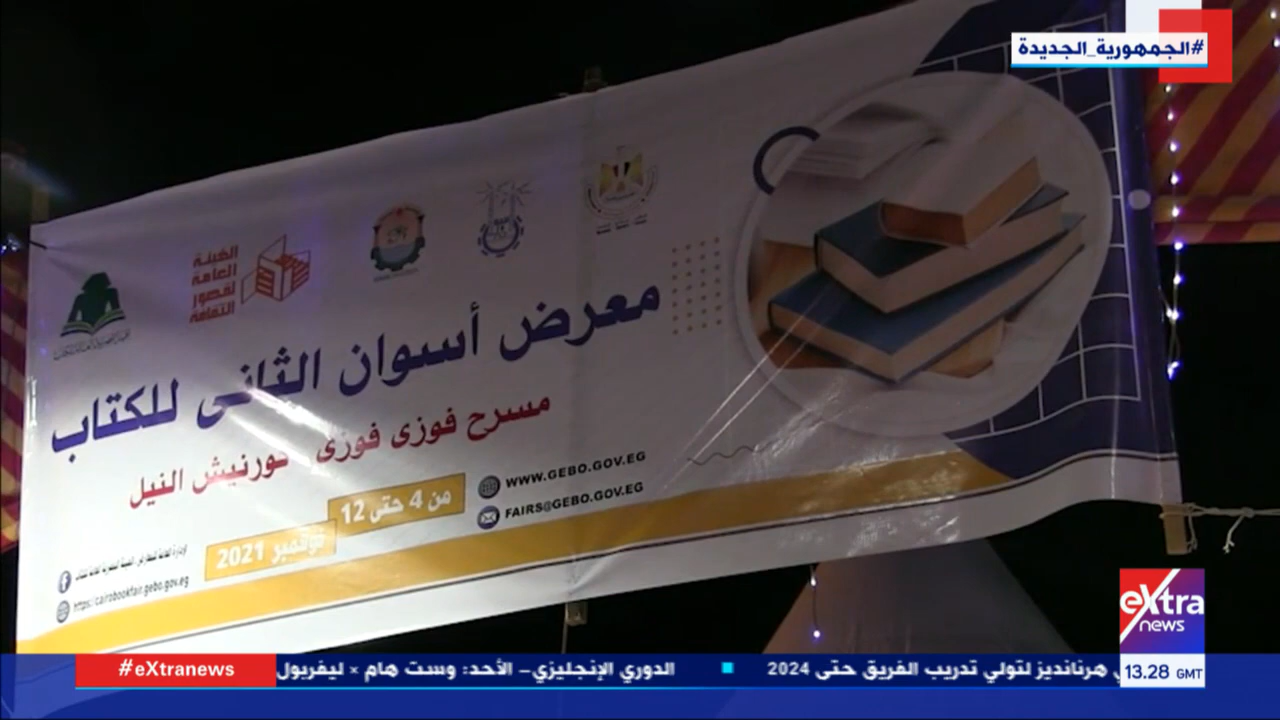 #الجمهورية_الجديدة
الهيئة
العامة
لقصور
الثقافة
معرض أسوان الثانى للكتاب
مسرح فوزى فوزى كورنيش النيل
من 4 حتى 12
نوفمبر 2021
WWW.GEBO.GOV.EG
FAIRS@GEBO.GOV.EG
https://cairobookfair.gebo.gov.eg
eXtra
news
13.28 GMT
هرنانديز لتولي تدريب الفريق حتى 2024
الدوري الإنجليزي– الأحد: وست هام × ليفربول
#eXtranews